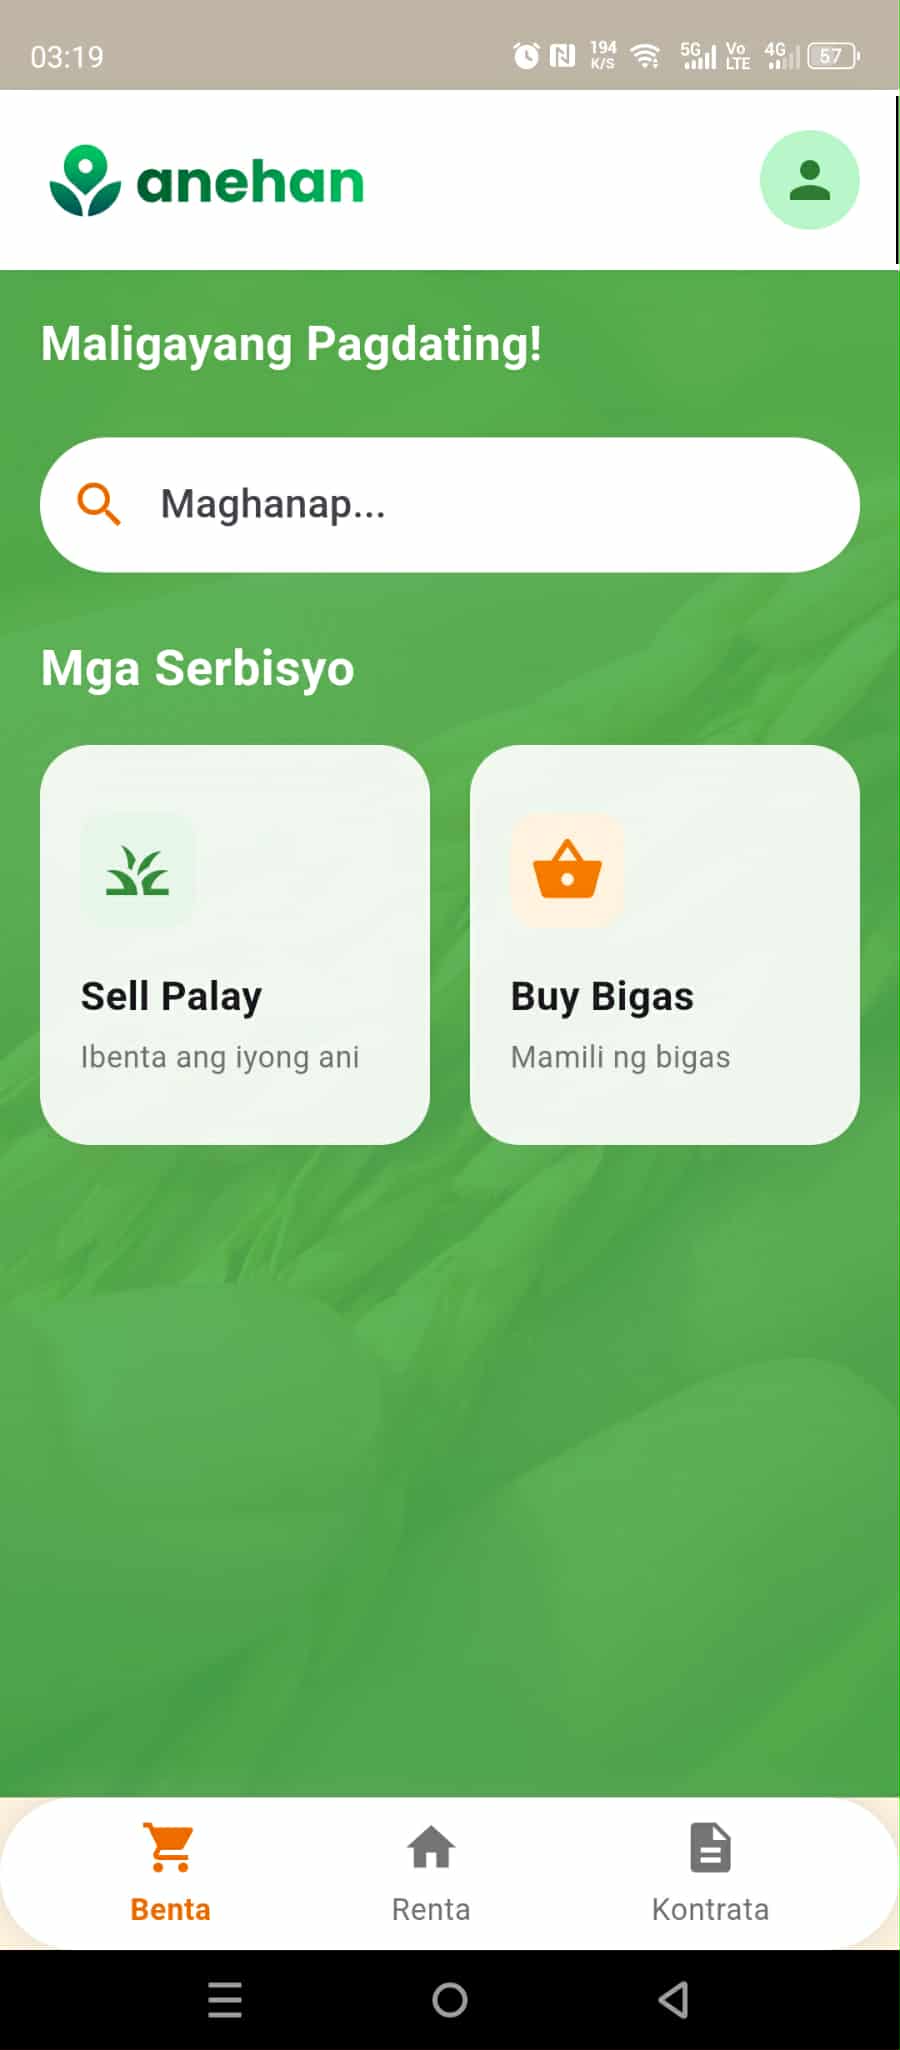 03:19
194 K/S 5G Vo LTE 4G 57
anehan
Maligayang Pagdating!
Maghanap...
Mga Serbisyo
Sell Palay
Ibenta ang iyong ani
Buy Bigas
Mamili ng bigas
Benta
Renta
Kontrata